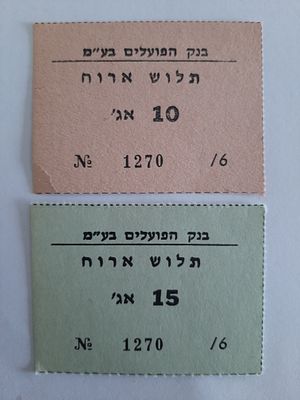 בנק הפועלים בע"מ
תלוש ארוח
10 אג'
№ 1270 /6
בנק הפועלים בע"מ
תלוש ארוח
15 אג'
№ 1270 /6